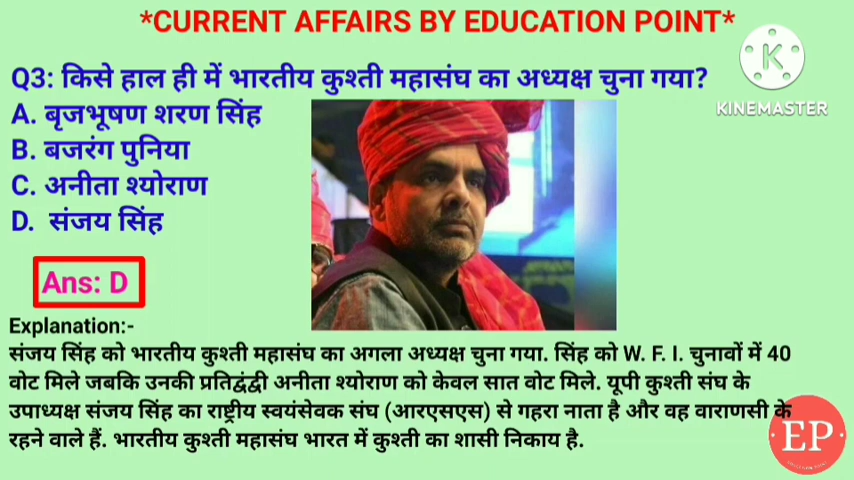 *CURRENT AFFAIRS BY EDUCATION POINT*
KINEMASTER
Q3: किसे हाल ही में भारतीय कुश्ती महासंघ का अध्यक्ष चुना गया?
A. बृजभूषण शरण सिंह
B. बजरंग पुनिया
C. अनीता श्योराण
D. संजय सिंह
Ans: D
Explanation:-
संजय सिंह को भारतीय कुश्ती महासंघ का अगला अध्यक्ष चुना गया. सिंह को W. F. I. चुनावों में 40
वोट मिले जबकि उनकी प्रतिद्वंद्वी अनीता श्योराण को केवल सात वोट मिले. यूपी कुश्ती संघ के
उपाध्यक्ष संजय सिंह का राष्ट्रीय स्वयंसेवक संघ (आरएसएस) से गहरा नाता है और वह वाराणसी के
रहने वाले हैं. भारतीय कुश्ती महासंघ भारत में कुश्ती का शासी निकाय है.
EP